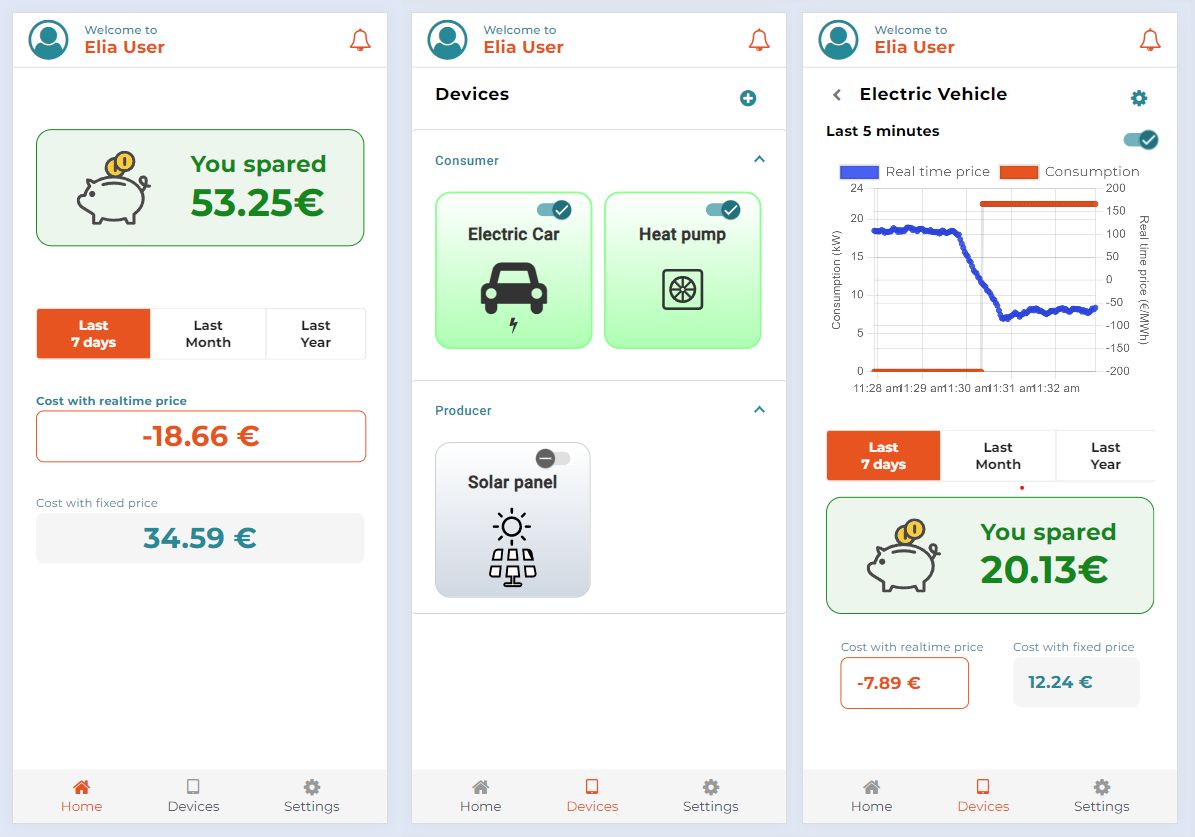 Welcome to
Elia User
You spared
53.25€
Last
7 days
Last
Month
Last
Year
Cost with realtime price
-18.66 €
Cost with fixed price
34.59 €
Home
Devices
Settings
Welcome to
Elia User
Devices
Consumer
Electric Car
Heat pump
Producer
Solar panel
Home
Devices
Settings
Welcome to
Elia User
Electric Vehicle
Last 5 minutes
Real time price
Consumption
24
20
15
10
5
0
Consumption (kW)
200
150
100
50
0
-50
-100
-150
-200
Real time price (€/MWh)
11:28 am
11:29 am
11:30 am
11:31 am
11:32 am
Last
7 days
Last
Month
Last
Year
You spared
20.13€
Cost with realtime price
-7.89 €
Cost with fixed price
12.24 €
Home
Devices
Settings